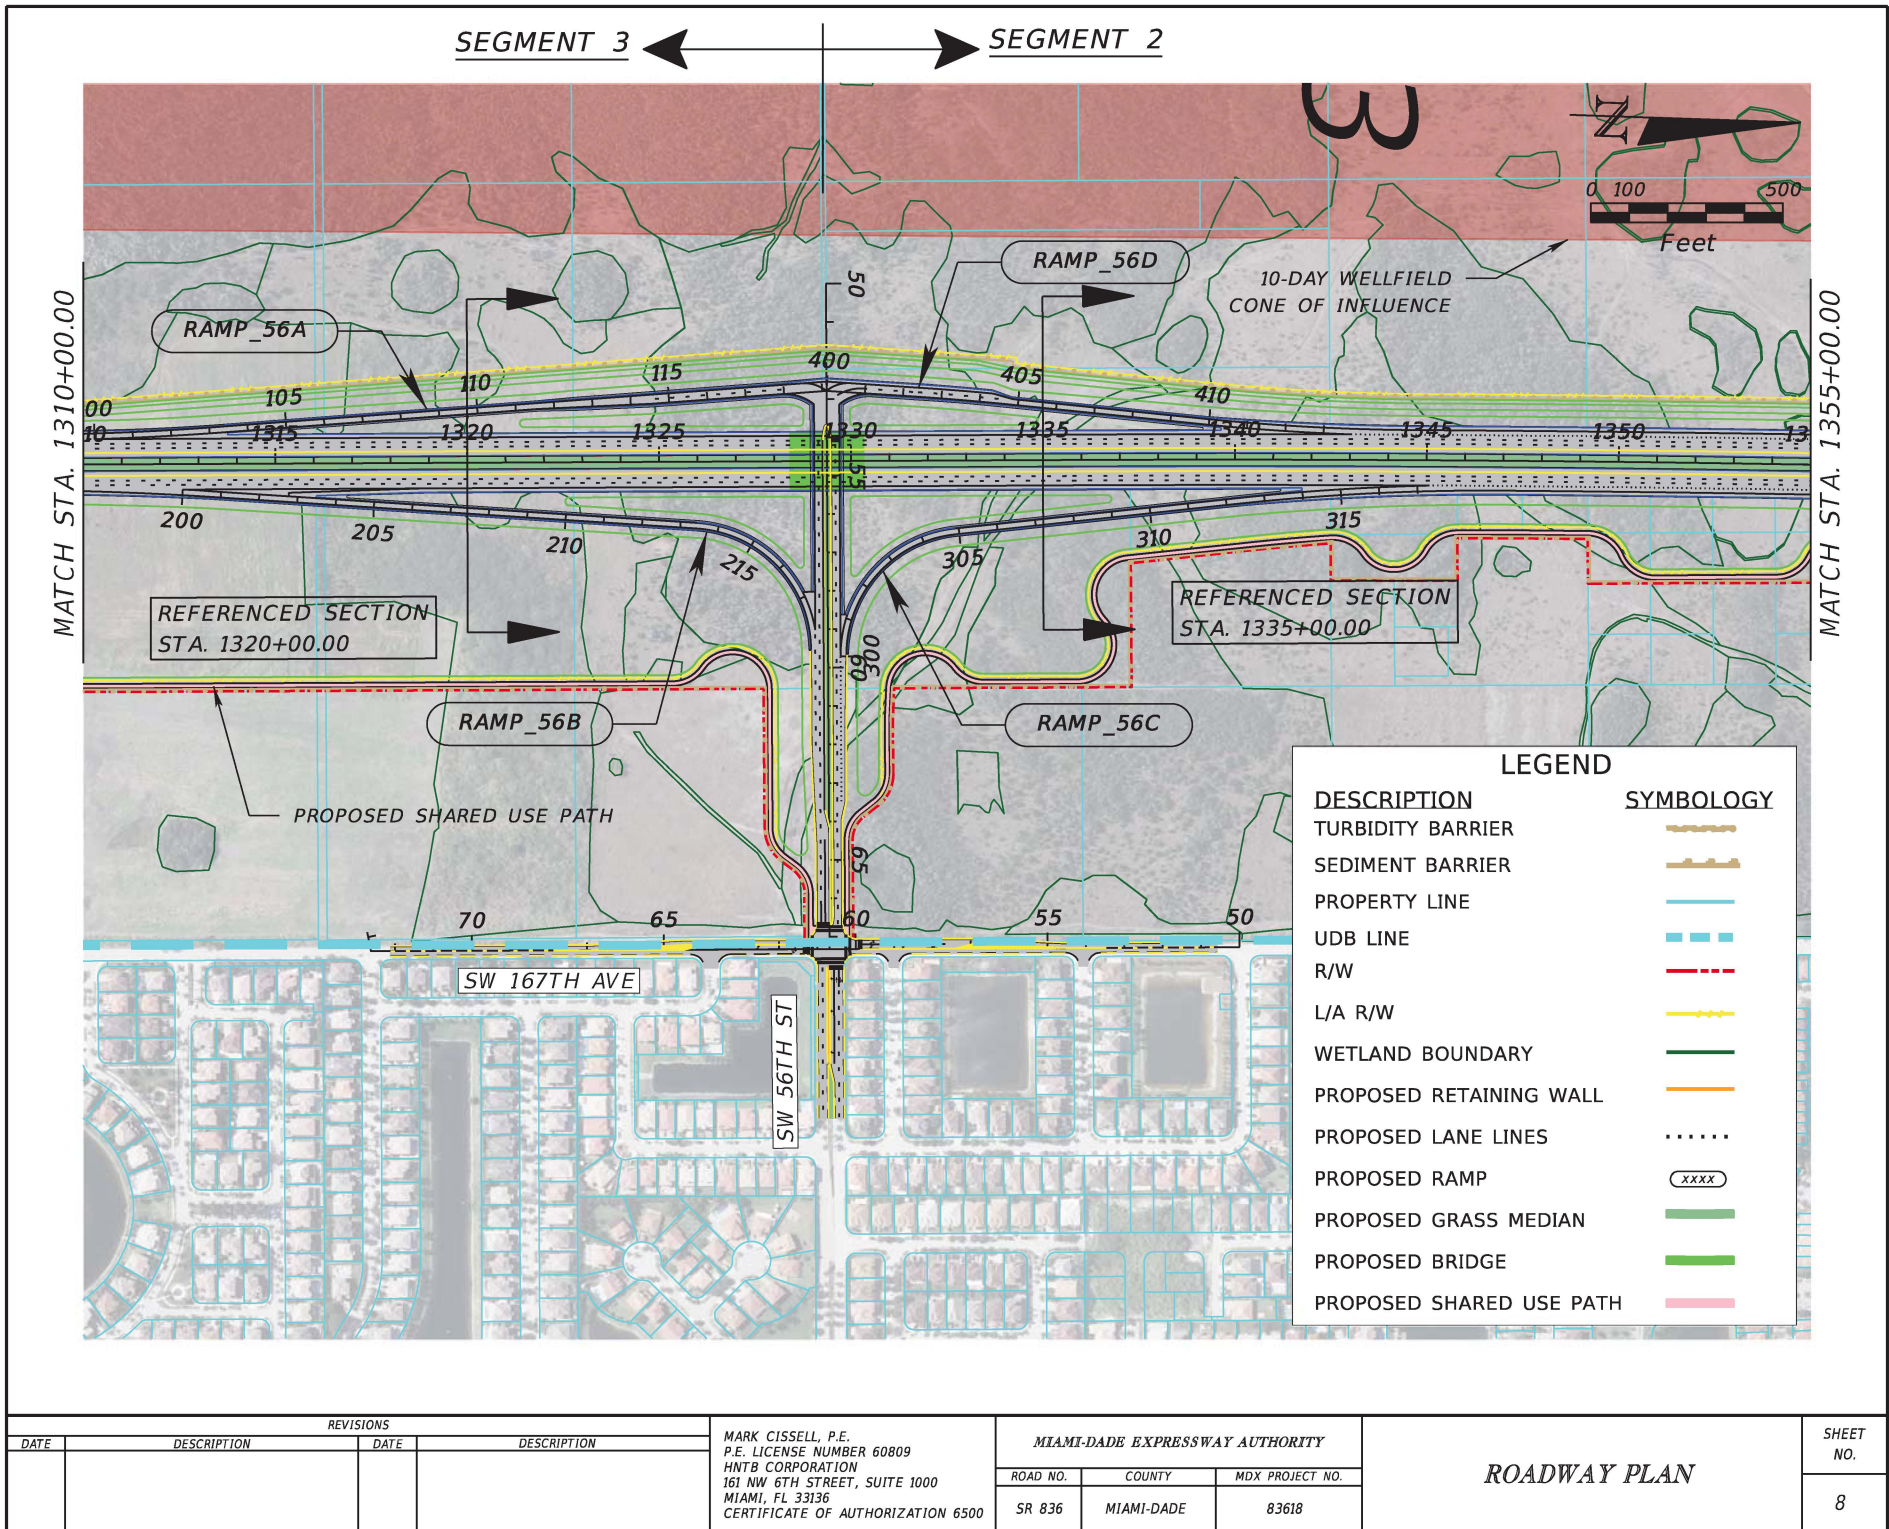 SEGMENT 3
SEGMENT 2
3
N
0 100 500
Feet
10-DAY WELLFIELD
CONE OF INFLUENCE
MATCH STA. 1310+00.00
MATCH STA. 1355+00.00
RAMP_56A
RAMP_56D
50
400
405
410
105
110
115
00
10
1315
1320
1325
1330
1335
1340
1345
1350
13
55
200
205
210
215
305
310
315
300
60
REFERENCED SECTION
STA. 1320+00.00
REFERENCED SECTION
STA. 1335+00.00
RAMP_56B
RAMP_56C
PROPOSED SHARED USE PATH
65
70
65
60
55
50
SW 167TH AVE
SW 56TH ST
LEGEND
DESCRIPTION SYMBOLOGY
TURBIDITY BARRIER
SEDIMENT BARRIER
PROPERTY LINE
UDB LINE
R/W
L/A R/W
WETLAND BOUNDARY
PROPOSED RETAINING WALL
PROPOSED LANE LINES
PROPOSED RAMP XXXX
PROPOSED GRASS MEDIAN
PROPOSED BRIDGE
PROPOSED SHARED USE PATH
REVISIONS
DATE DESCRIPTION DATE DESCRIPTION
MARK CISSELL, P.E.
P.E. LICENSE NUMBER 60809
HNTB CORPORATION
161 NW 6TH STREET, SUITE 1000
MIAMI, FL 33136
CERTIFICATE OF AUTHORIZATION 6500
MIAMI-DADE EXPRESSWAY AUTHORITY
ROAD NO. COUNTY MDX PROJECT NO.
SR 836 MIAMI-DADE 83618
ROADWAY PLAN
SHEET
NO.
8